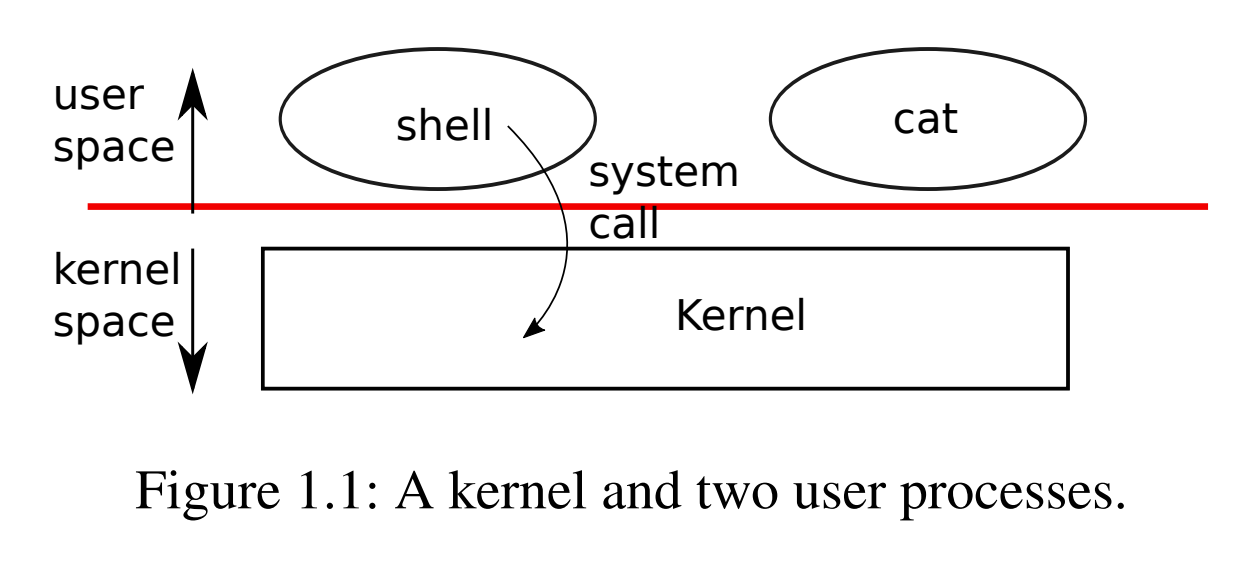 user
space
shell
cat
system
call
kernel
space
Kernel
Figure 1.1: A kernel and two user processes.